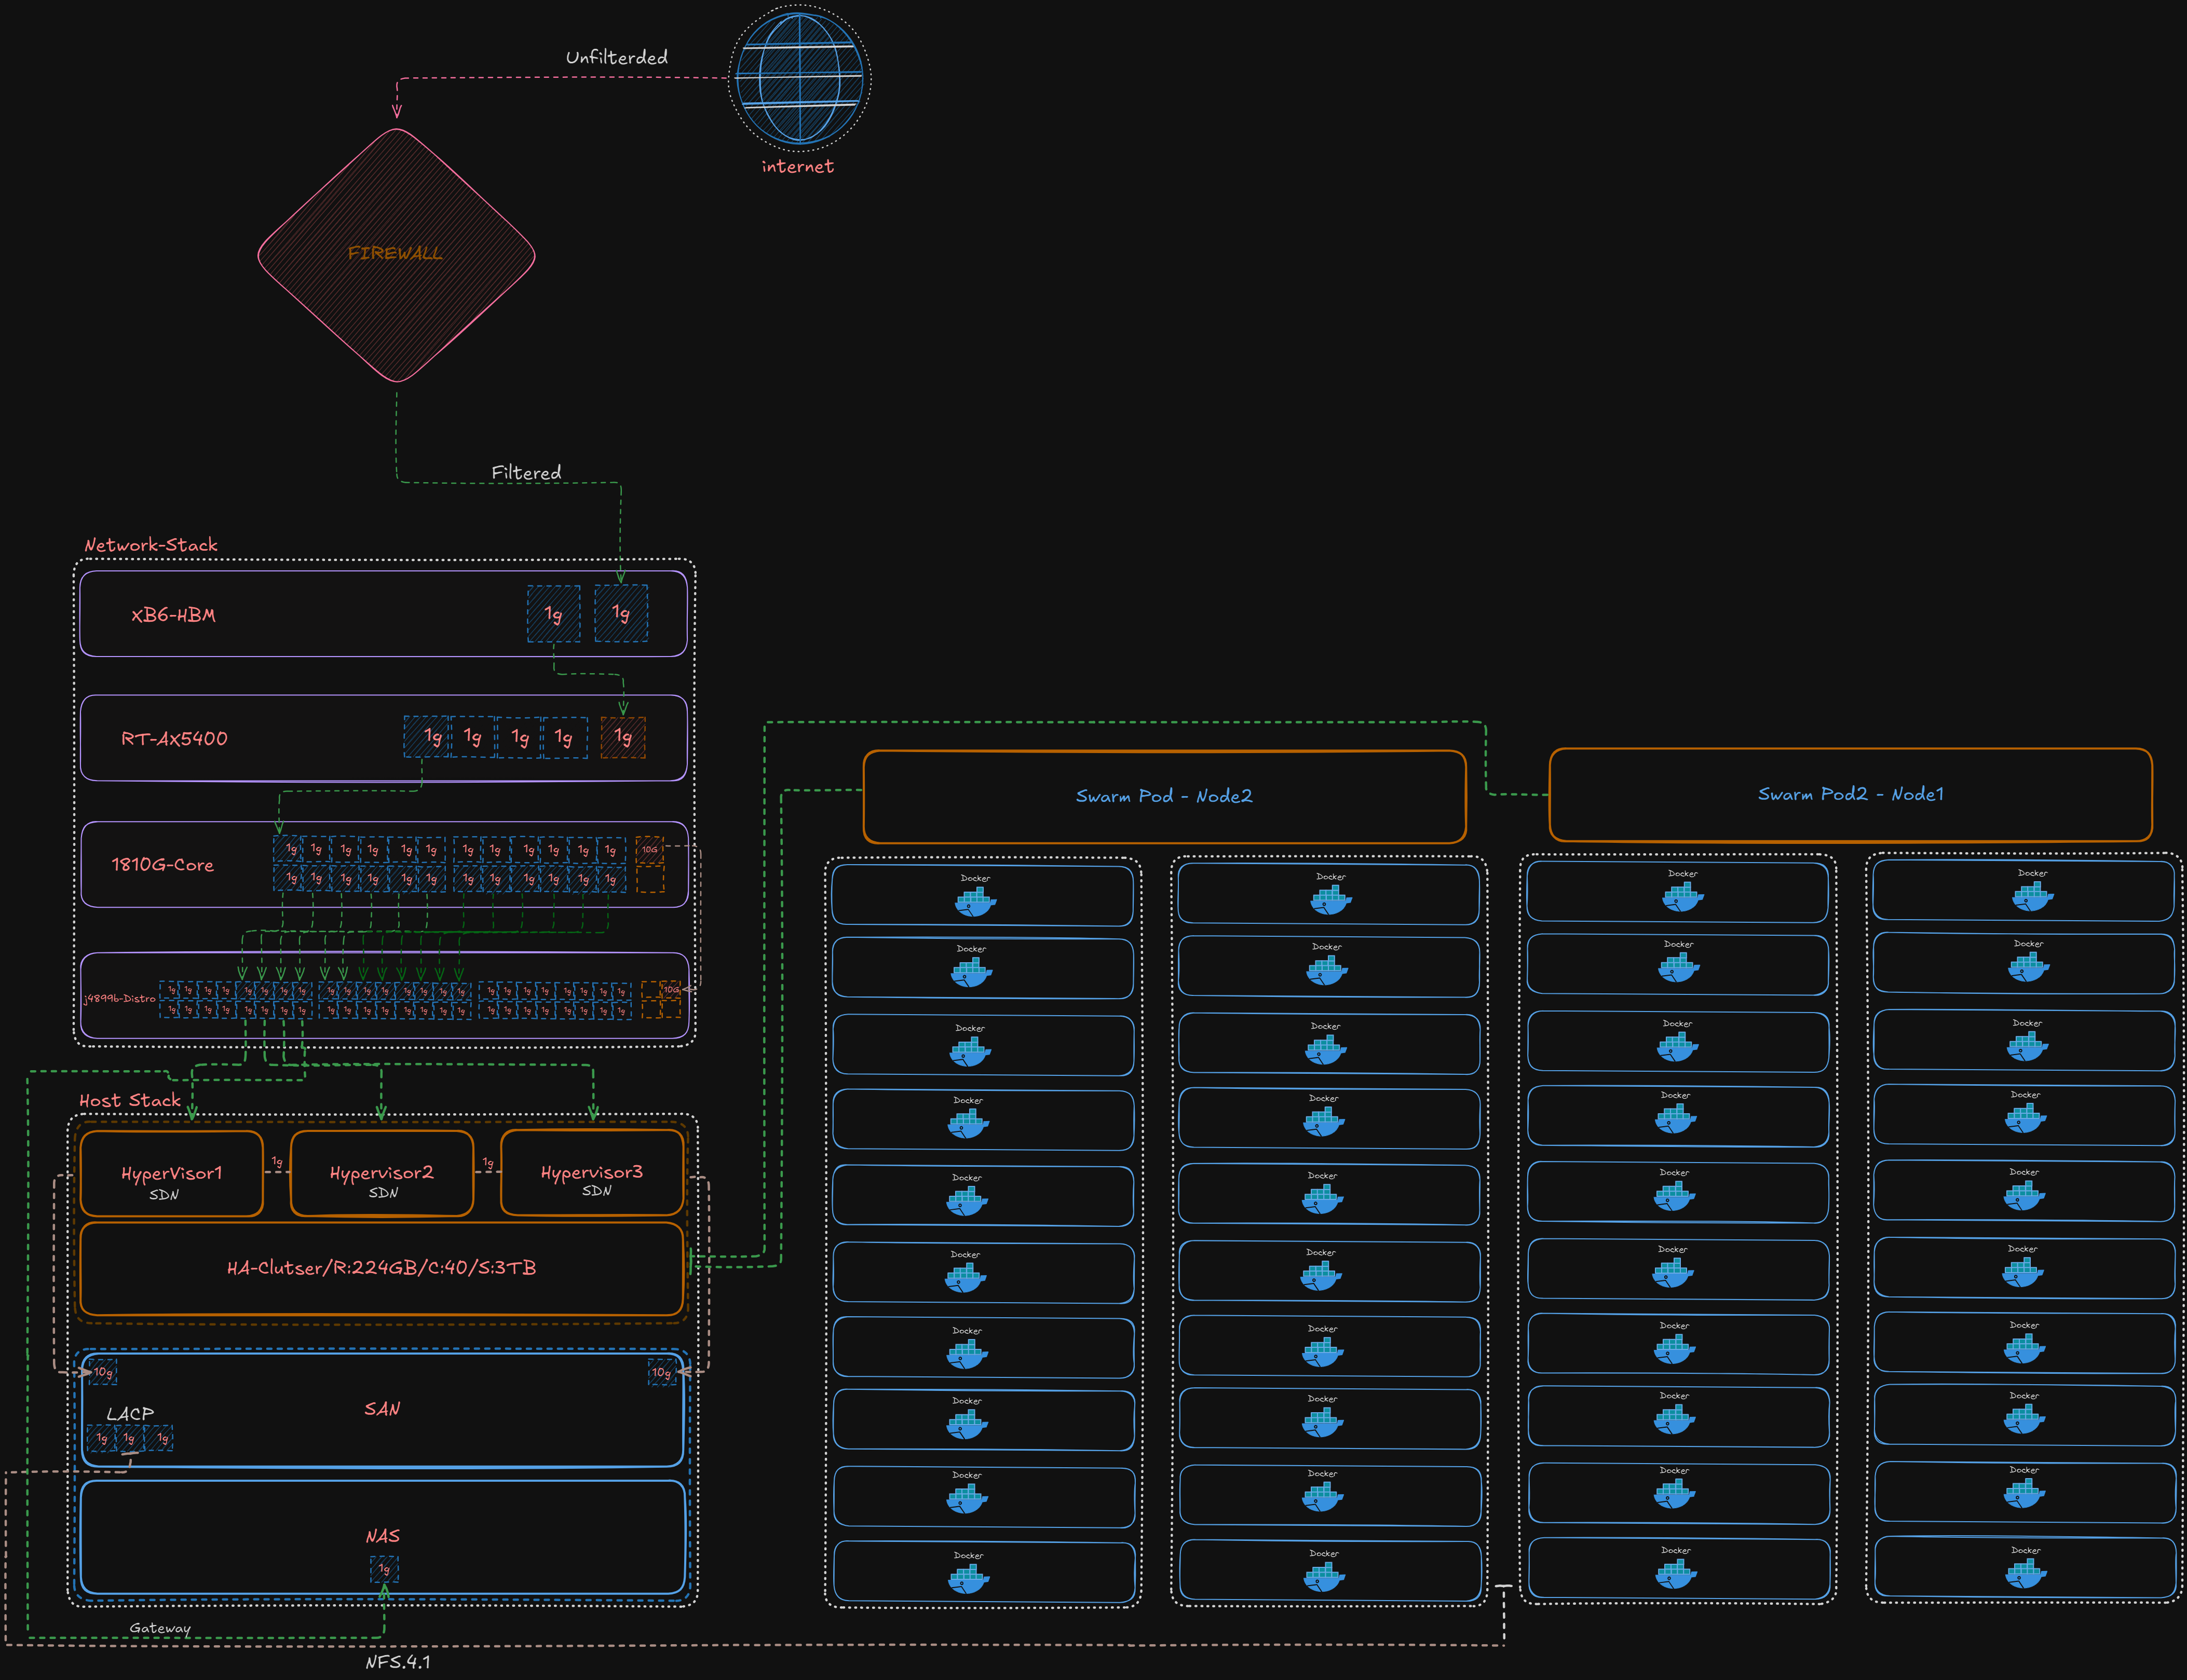 Unfilterded
internet
FIREWALL
Filtered
Network-Stack
xB6-HBM
1g 1g
RT-AX5400
1g 1g 1g 1g 1g
1810G-Core
1g 1g 1g 1g 1g 1g 1g 1g 1g 1g 1g 1g 10G
1g 1g 1g 1g 1g 1g 1g 1g 1g 1g 1g 1g
j4899b-Distro
1g 1g 1g 1g 1g 1g 1g 1g 1g 1g 1g 1g 1g 1g 1g 1g 1g 1g 1g 1g 1g 1g 1g 1g 10G
1g 1g 1g 1g 1g 1g 1g 1g 1g 1g 1g 1g 1g 1g 1g 1g 1g 1g 1g 1g 1g 1g 1g 1g
Host Stack
HyperVisor1
SDN
1g
Hypervisor2
SDN
1g
Hypervisor3
SDN
HA-Clutser/R:224GB/C:40/S:3TB
10g 10g
SAN
LACP
1g 1g 1g
NAS
1g
Gateway
NFS.4.1
Swarm Pod - Node2
Swarm Pod2 - Node1
Docker Docker Docker Docker
Docker Docker Docker Docker
Docker Docker Docker Docker
Docker Docker Docker Docker
Docker Docker Docker Docker
Docker Docker Docker Docker
Docker Docker Docker Docker
Docker Docker Docker Docker
Docker Docker Docker Docker
Docker Docker Docker Docker